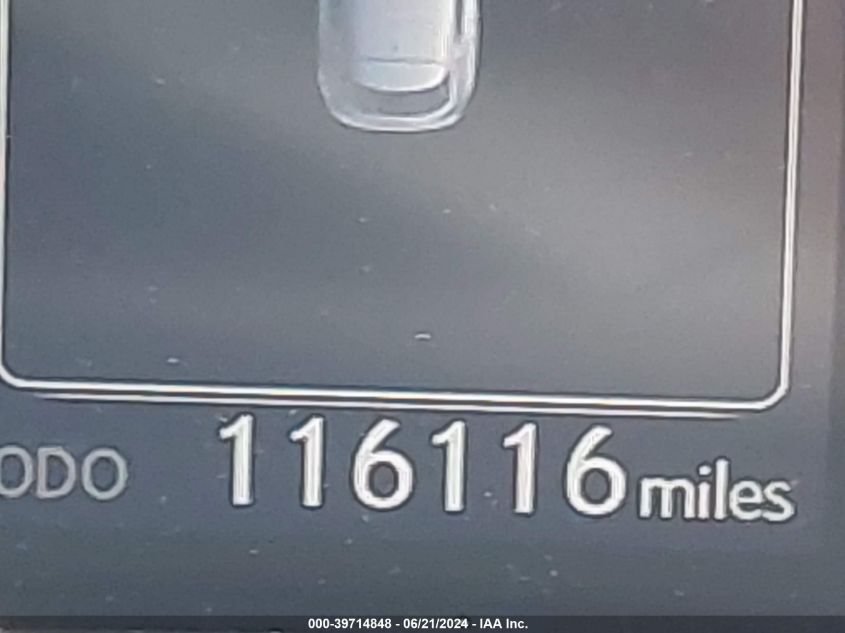 ODO 116116 miles
000-39714848 - 06/21/2024 - IAA Inc.